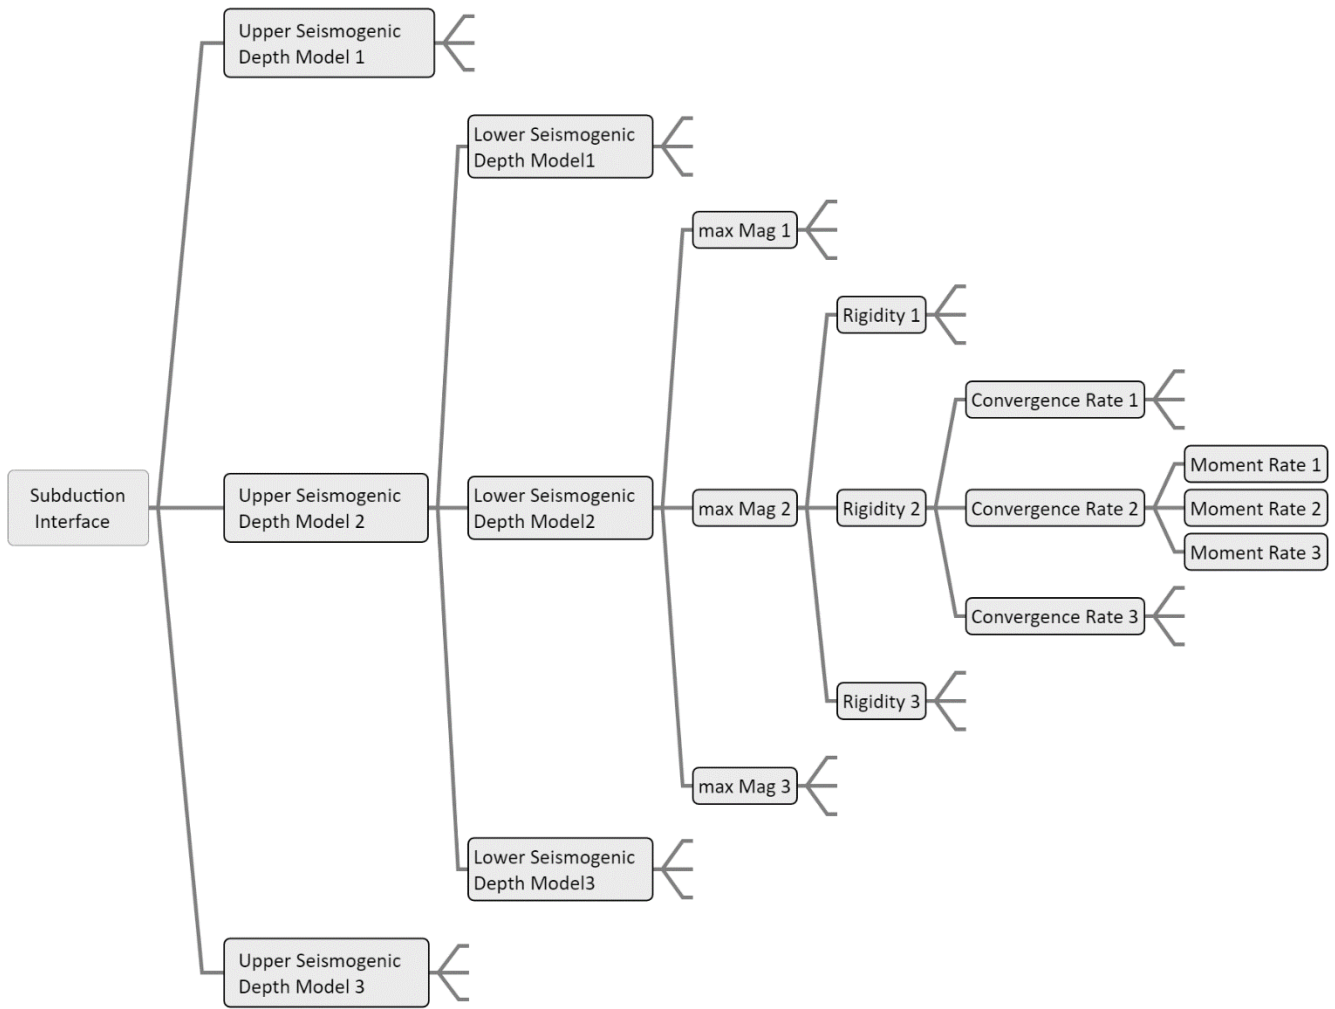 Upper Seismogenic
Depth Model 1
Lower Seismogenic
Depth Model1
max Mag 1
Rigidity 1
Convergence Rate 1
Moment Rate 1
Subduction
Interface
Upper Seismogenic
Depth Model 2
Lower Seismogenic
Depth Model2
max Mag 2
Rigidity 2
Convergence Rate 2
Moment Rate 2
Moment Rate 3
Convergence Rate 3
Rigidity 3
max Mag 3
Lower Seismogenic
Depth Model3
Upper Seismogenic
Depth Model 3